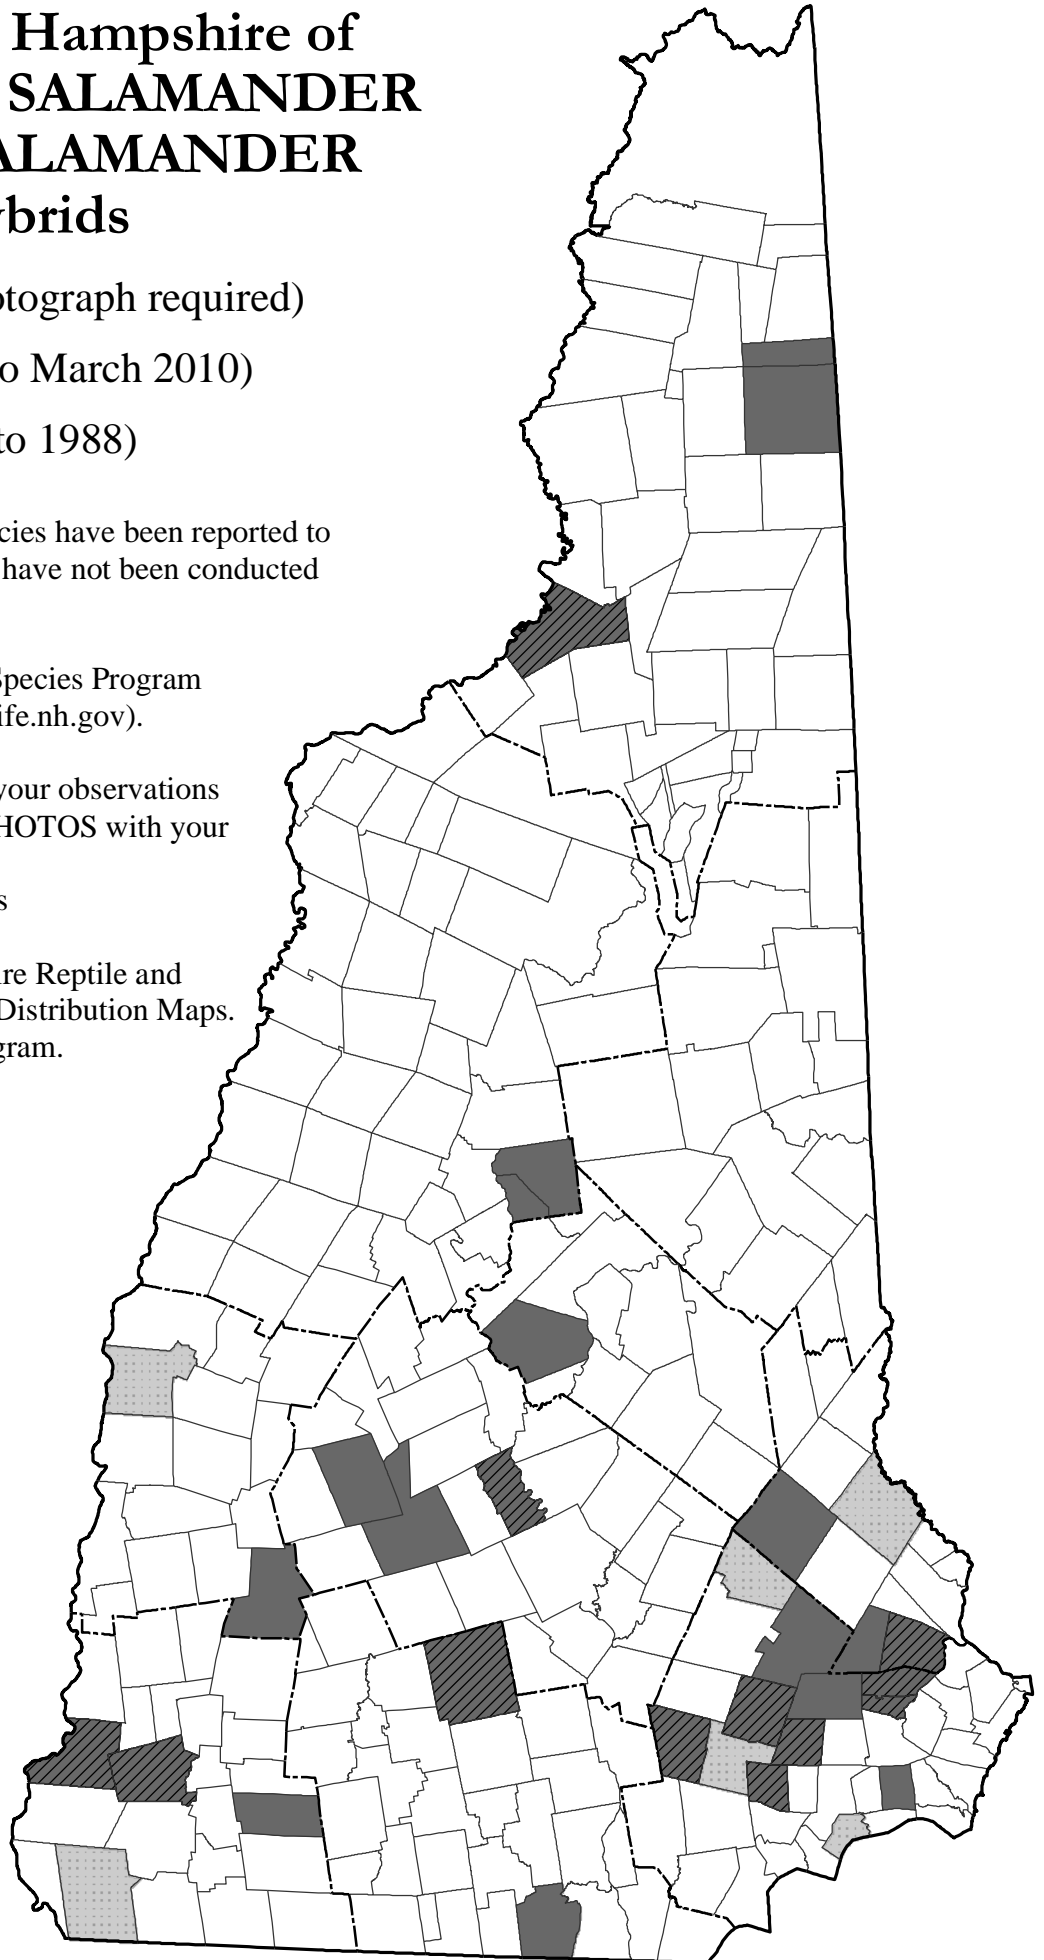 Hampshire of
SALAMANDER
ALAMANDER
ybrids
otograph required)
o March 2010)
to 1988)
cies have been reported to
have not been conducted
Species Program
ife.nh.gov).
your observations
HOTOS with your
s
ire Reptile and
Distribution Maps.
gram.